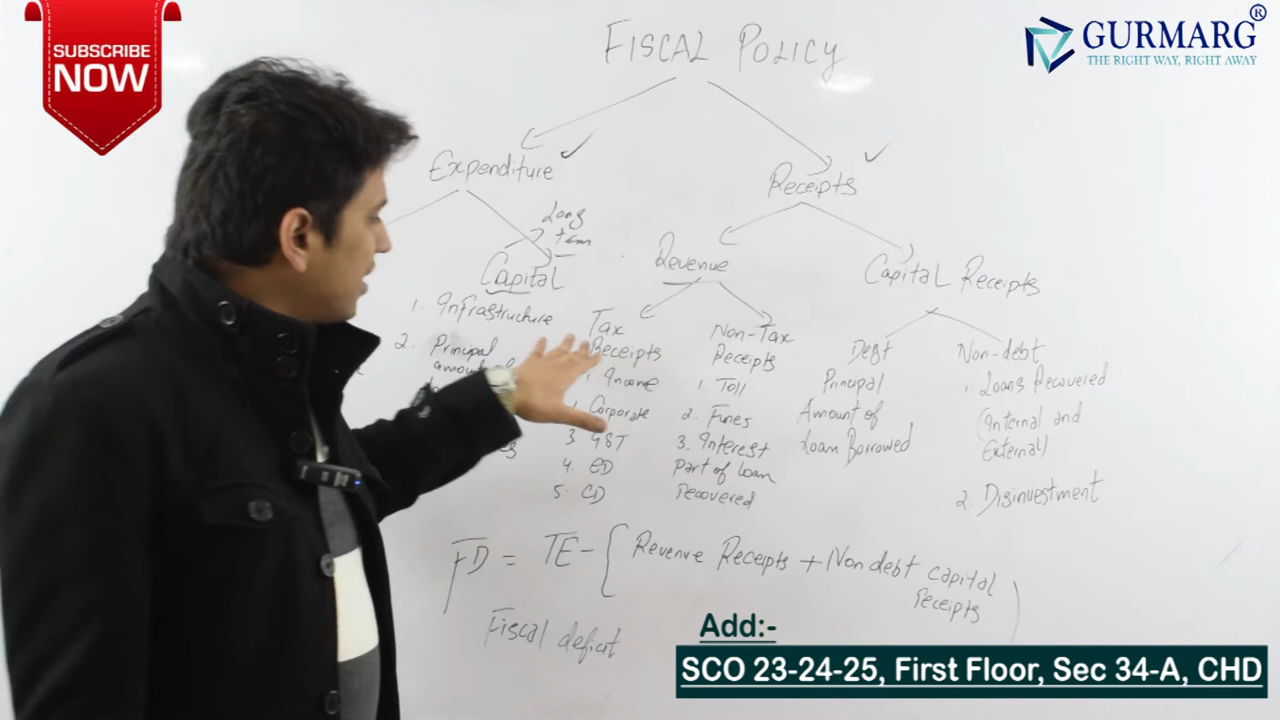 SUBSCRIBE
NOW
GURMARG®
THE RIGHT WAY, RIGHT AWAY
FISCAL POLICY
Expenditure
Receipts
Long
term
Capital
Revenue
Capital Receipts
1. Infrastructure
2. Principal
Tax
Receipts
1. Income
Corporate
3. GST
4. ED
5. CD
Non-Tax
Receipts
1. Toll
2. Fines
3. Interest
Part of Loan
recovered
Debt
Principal
Amount of
Loan Borrowed
Non-debt
1. Loans Recovered
(Internal and
External)
2. Disinvestment
FD = TE - { Revenue Receipts + Non debt capital
receipts )
Fiscal deficit
Add:-
SCO 23-24-25, First Floor, Sec 34-A, CHD